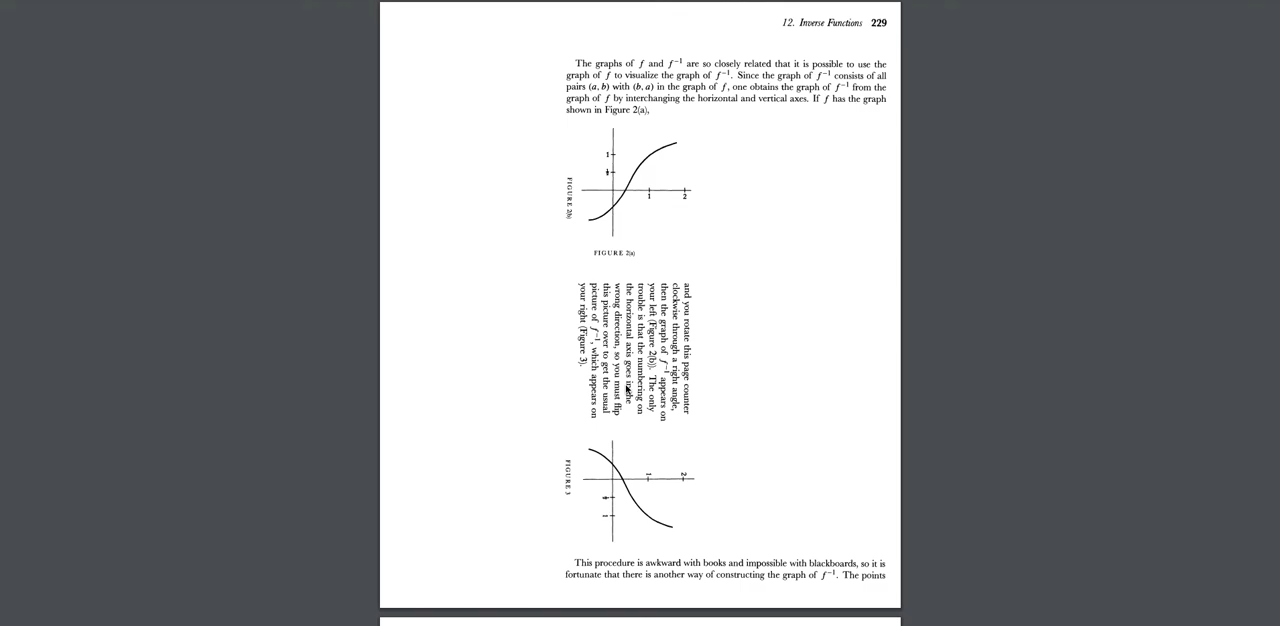 12. Inverse Functions 229
The graphs of f and f⁻¹ are so closely related that it is possible to use the
graph of f to visualize the graph of f⁻¹. Since the graph of f⁻¹ consists of all
pairs (a, b) with (b, a) in the graph of f, one obtains the graph of f⁻¹ from the
graph of f by interchanging the horizontal and vertical axes. If f has the graph
shown in Figure 2(a),
1
1 2
FIGURE 2(b)
FIGURE 2(a)
and you rotate this page counter
clockwise through a right angle,
then the graph of f⁻¹ appears on
your left (Figure 2(b)). The only
trouble is that the numbering on
the horizontal axis goes in the
wrong direction, so you must flip
this picture over to get the usual
picture of f⁻¹, which appears on
your right (Figure 3).
1 2
1
FIGURE 3
This procedure is awkward with books and impossible with blackboards, so it is
fortunate that there is another way of constructing the graph of f⁻¹. The points